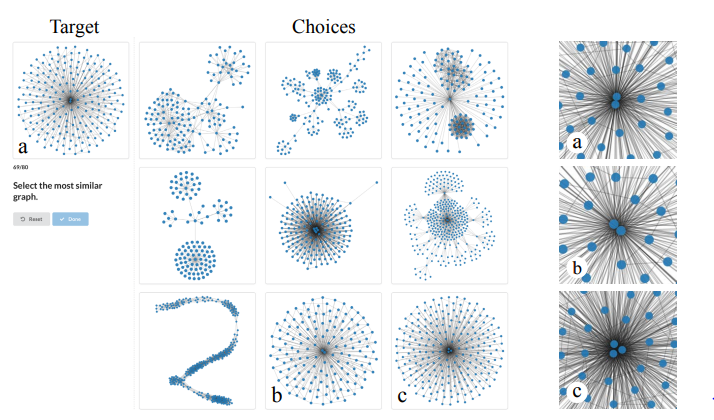 Target
Choices
a
69/80
Select the most similar
graph.
Reset
Done
b
c
a
b
c